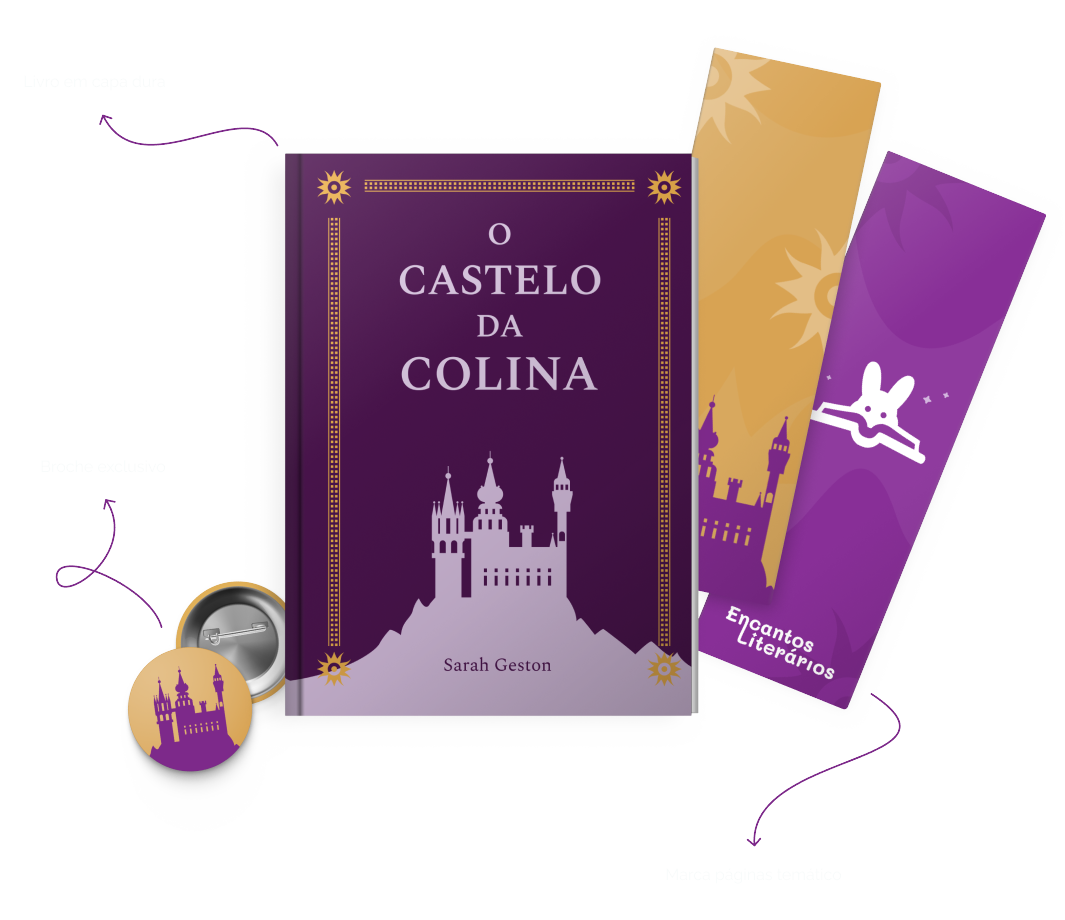 O
CASTELO
DA
COLINA
Sarah Geston
Encantos
Literários